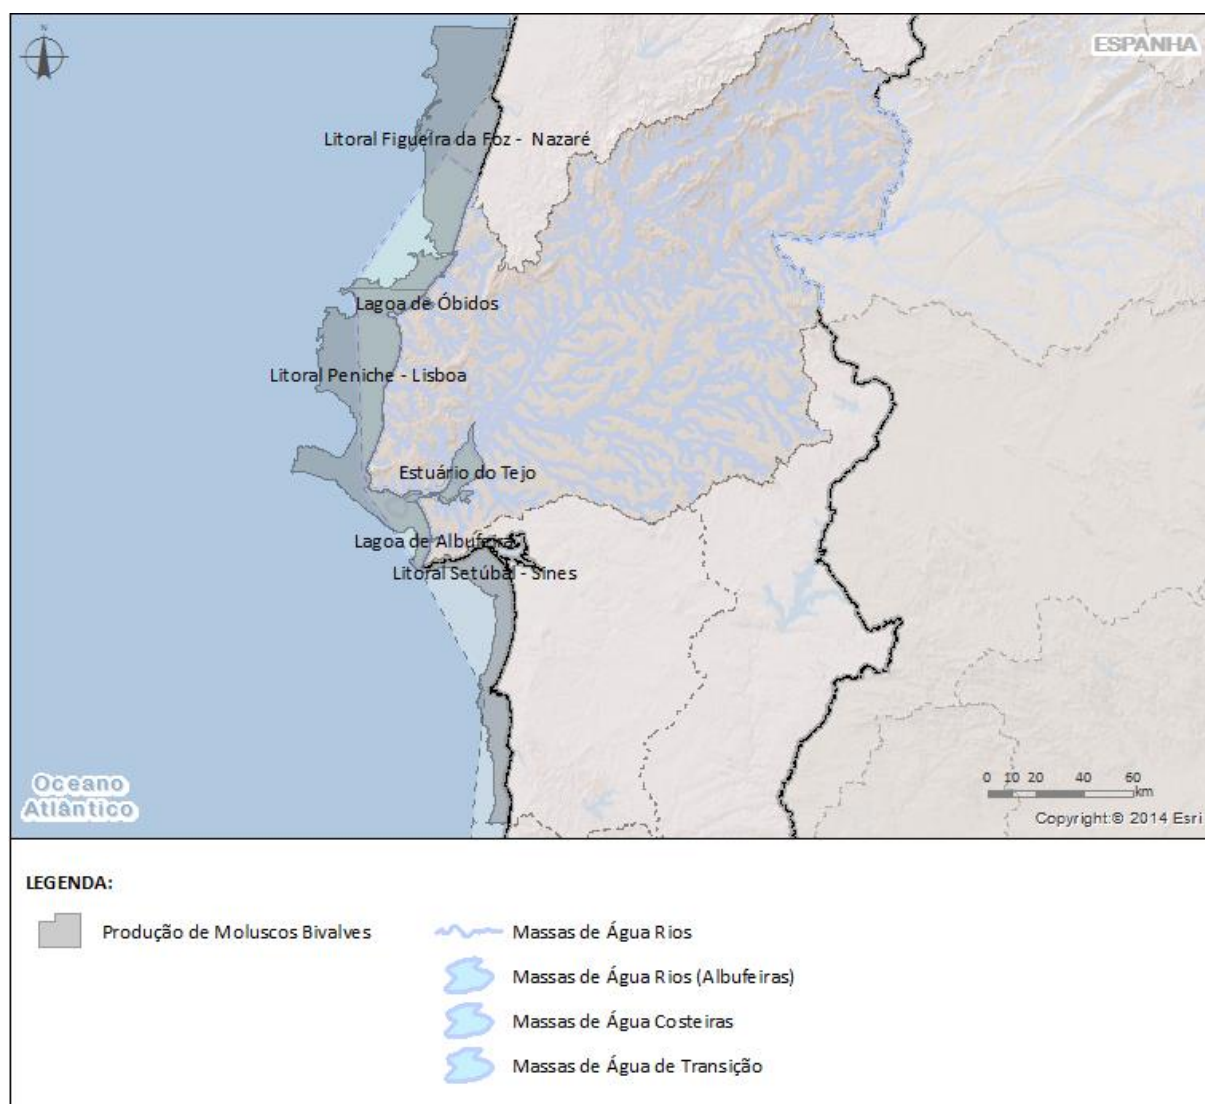 N
ESPANHA
Litoral Figueira da Foz - Nazaré
Lagoa de Óbidos
Litoral Peniche - Lisboa
Estuário do Tejo
Lagoa de Albufeira
Litoral Setúbal - Sines
Oceano
Atlântico
0 10 20 40 60
km
Copyright:© 2014 Esri
LEGENDA:
Produção de Moluscos Bivalves
Massas de Água Rios
Massas de Água Rios (Albufeiras)
Massas de Água Costeiras
Massas de Água de Transição